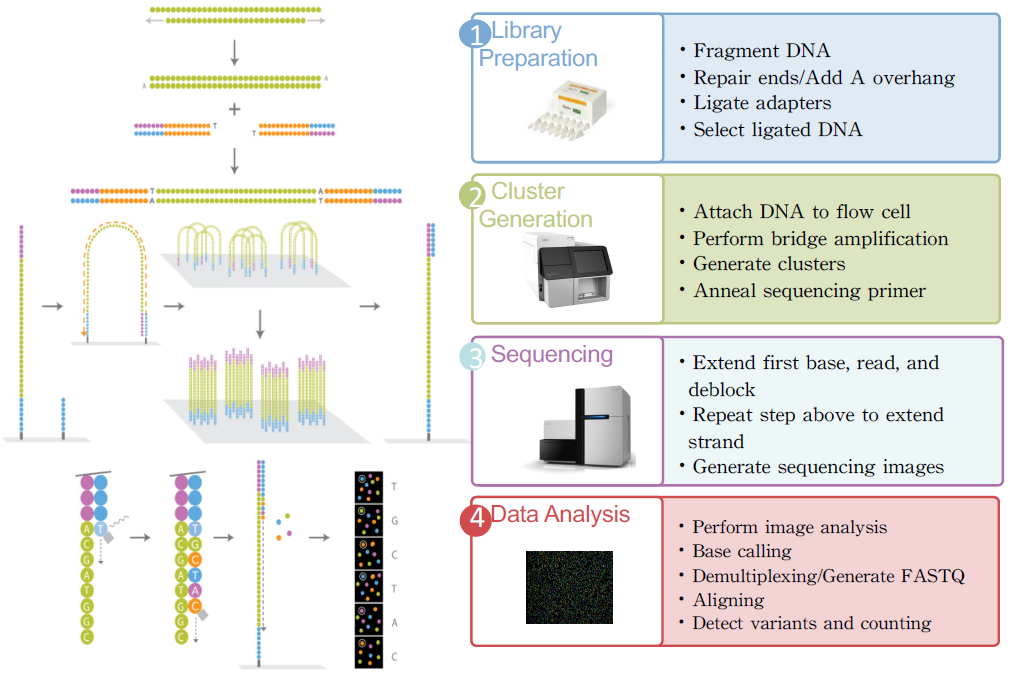 A
A
T
T
T
A
A
T
A
C
G
A
T
G
G
C
T
A
C
G
A
T
G
G
C
T
G
C
T
A
C
T
G
C
T
A
C
1 Library
Preparation
• Fragment DNA
• Repair ends/Add A overhang
• Ligate adapters
• Select ligated DNA
2 Cluster
Generation
• Attach DNA to flow cell
• Perform bridge amplification
• Generate clusters
• Anneal sequencing primer
3 Sequencing
• Extend first base, read, and
deblock
• Repeat step above to extend
strand
• Generate sequencing images
4 Data Analysis
• Perform image analysis
• Base calling
• Demultiplexing/Generate FASTQ
• Aligning
• Detect variants and counting